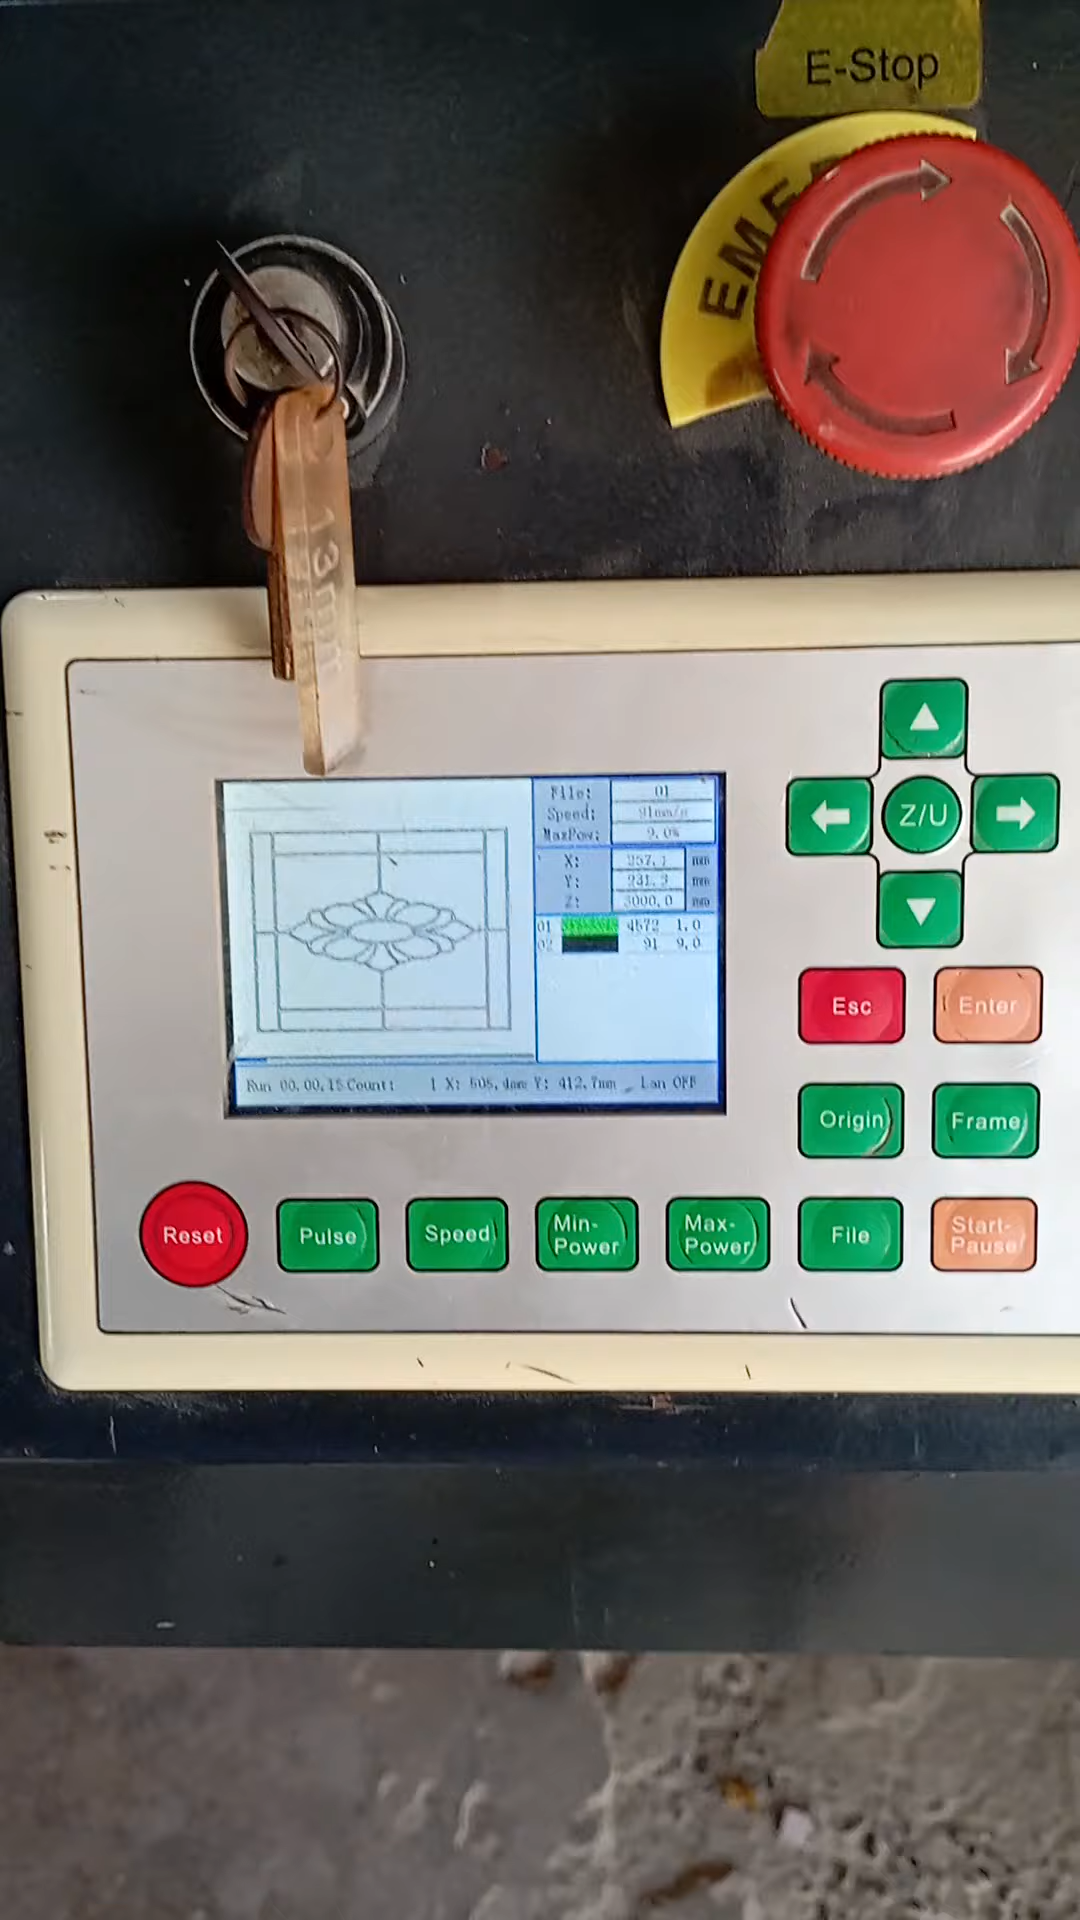 E-Stop
EME
13mm
File: 01
Speed: 91mm/s
MaxPow: 9.0%
X: 257.1 mm
Y: 231.3 mm
Z: 3000.0 mm
01 4572 1.0
02 91 9.0
Run 00.00.15 Count: 1 X: 505.4mm Y: 412.7mm Lan OFF
Z/U
Esc
Enter
Origin
Frame
Reset
Pulse
Speed
Min-
Power
Max-
Power
File
Start-
Pause